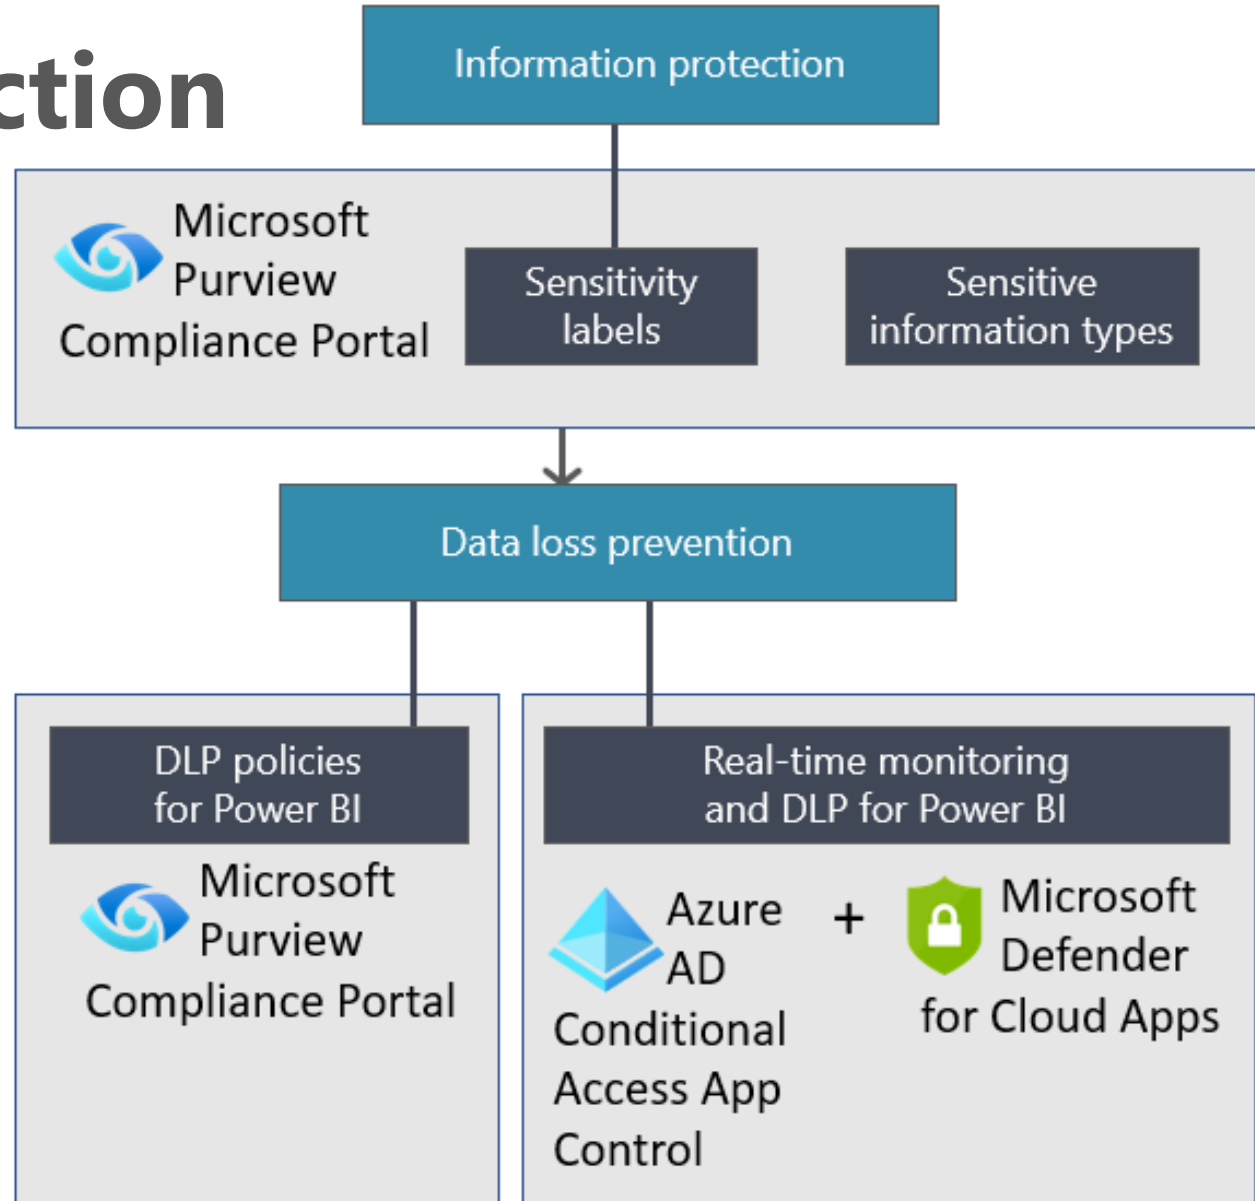 ction
Information protection
Microsoft
Purview
Compliance Portal
Sensitivity
labels
Sensitive
information types
Data loss prevention
DLP policies
for Power BI
Microsoft
Purview
Compliance Portal
Real-time monitoring
and DLP for Power BI
Azure
AD
Conditional
Access App
Control
+
Microsoft
Defender
for Cloud Apps